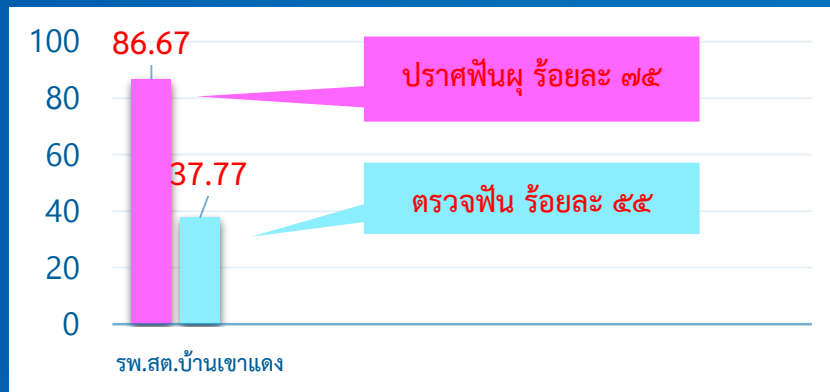 100
80
60
40
20
0
86.67
37.77
ปราศฟันผุ ร้อยละ ๗๕
ตรวจฟัน ร้อยละ ๕๕
รพ.สต.บ้านเขาแดง